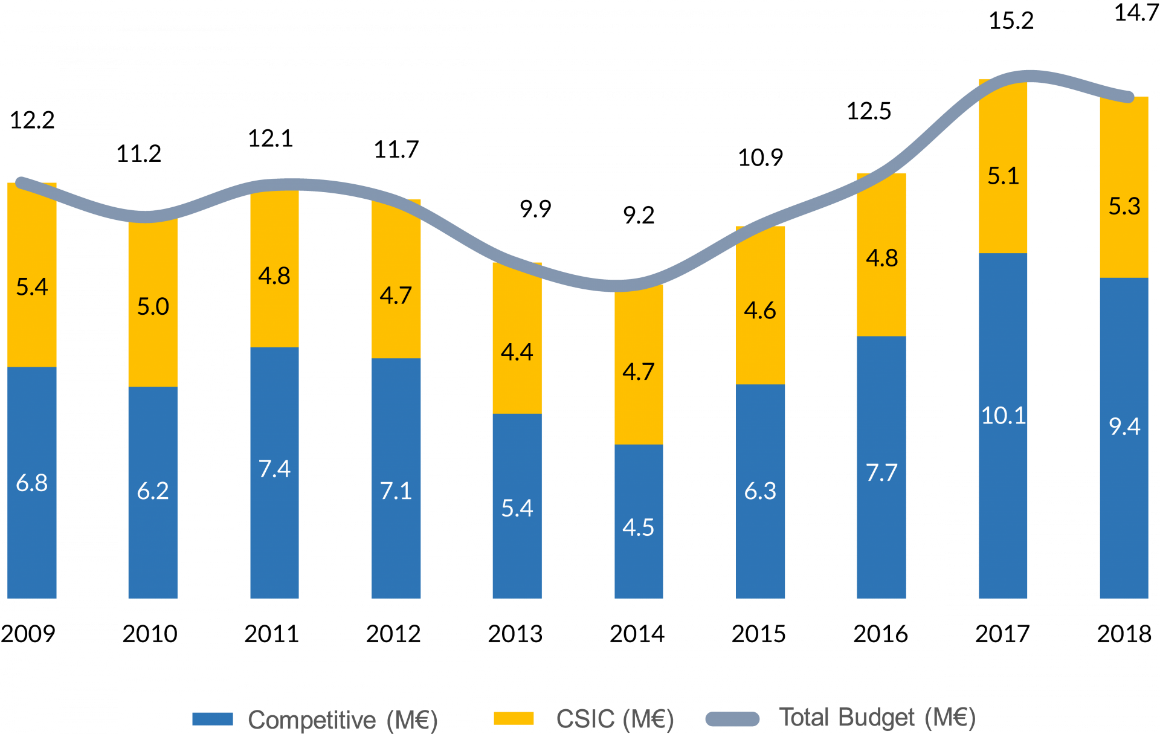 15.2 14.7
12.2 11.2 12.1 11.7 9.9 9.2 10.9 12.5
5.4 5.0 4.8 4.7 4.4 4.7 4.6 4.8 5.1 5.3
6.8 6.2 7.4 7.1 5.4 4.5 6.3 7.7 10.1 9.4
2009 2010 2011 2012 2013 2014 2015 2016 2017 2018
Competitive (M€) CSIC (M€) Total Budget (M€)